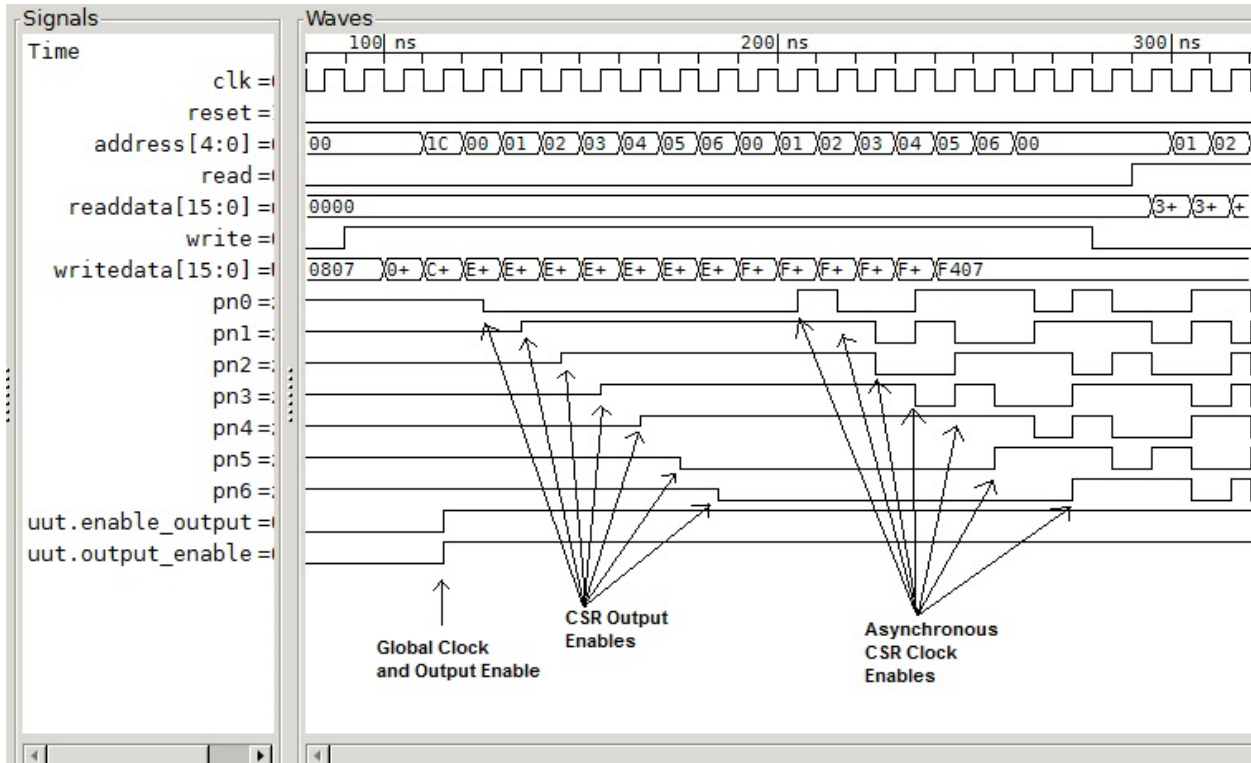 Signals
Waves
Time
100 ns 200 ns 300 ns
clk =
reset =
address[4:0] = 00 1C 00 01 02 03 04 05 06 00 01 02 03 04 05 06 00 01 02
read =
readdata[15:0] = 0000 3+ 3+ +
write =
writedata[15:0] = 0807 0+ C+ E+ E+ E+ E+ E+ E+ E+ F+ F+ F+ F+ F+ F407
pn0 =
pn1 =
pn2 =
pn3 =
pn4 =
pn5 =
pn6 =
uut.enable_output =
uut.output_enable =
Global Clock
and Output Enable
CSR Output
Enables
Asynchronous
CSR Clock
Enables